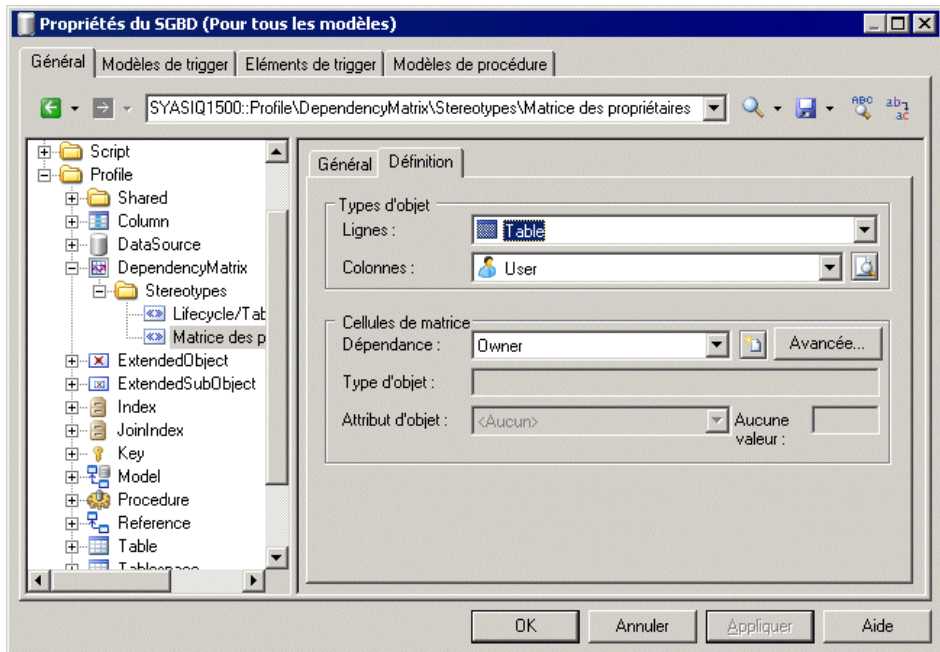 Propriétés du SGBD (Pour tous les modèles)
Général Modèles de trigger Eléments de trigger Modèles de procédure
SYASIQ1500::Profile\DependencyMatrix\Stereotypes\Matrice des propriétaires
Script
Profile
Shared
Column
DataSource
DependencyMatrix
Stereotypes
Lifecycle/Tab
Matrice des p
ExtendedObject
ExtendedSubObject
Index
JoinIndex
Key
Model
Procedure
Reference
Table
Tablespace
Général Définition
Types d'objet
Lignes : Table
Colonnes : User
Cellules de matrice
Dépendance : Owner Avancée...
Type d'objet :
Attribut d'objet : <Aucun> Aucune
valeur :
OK Annuler Appliquer Aide